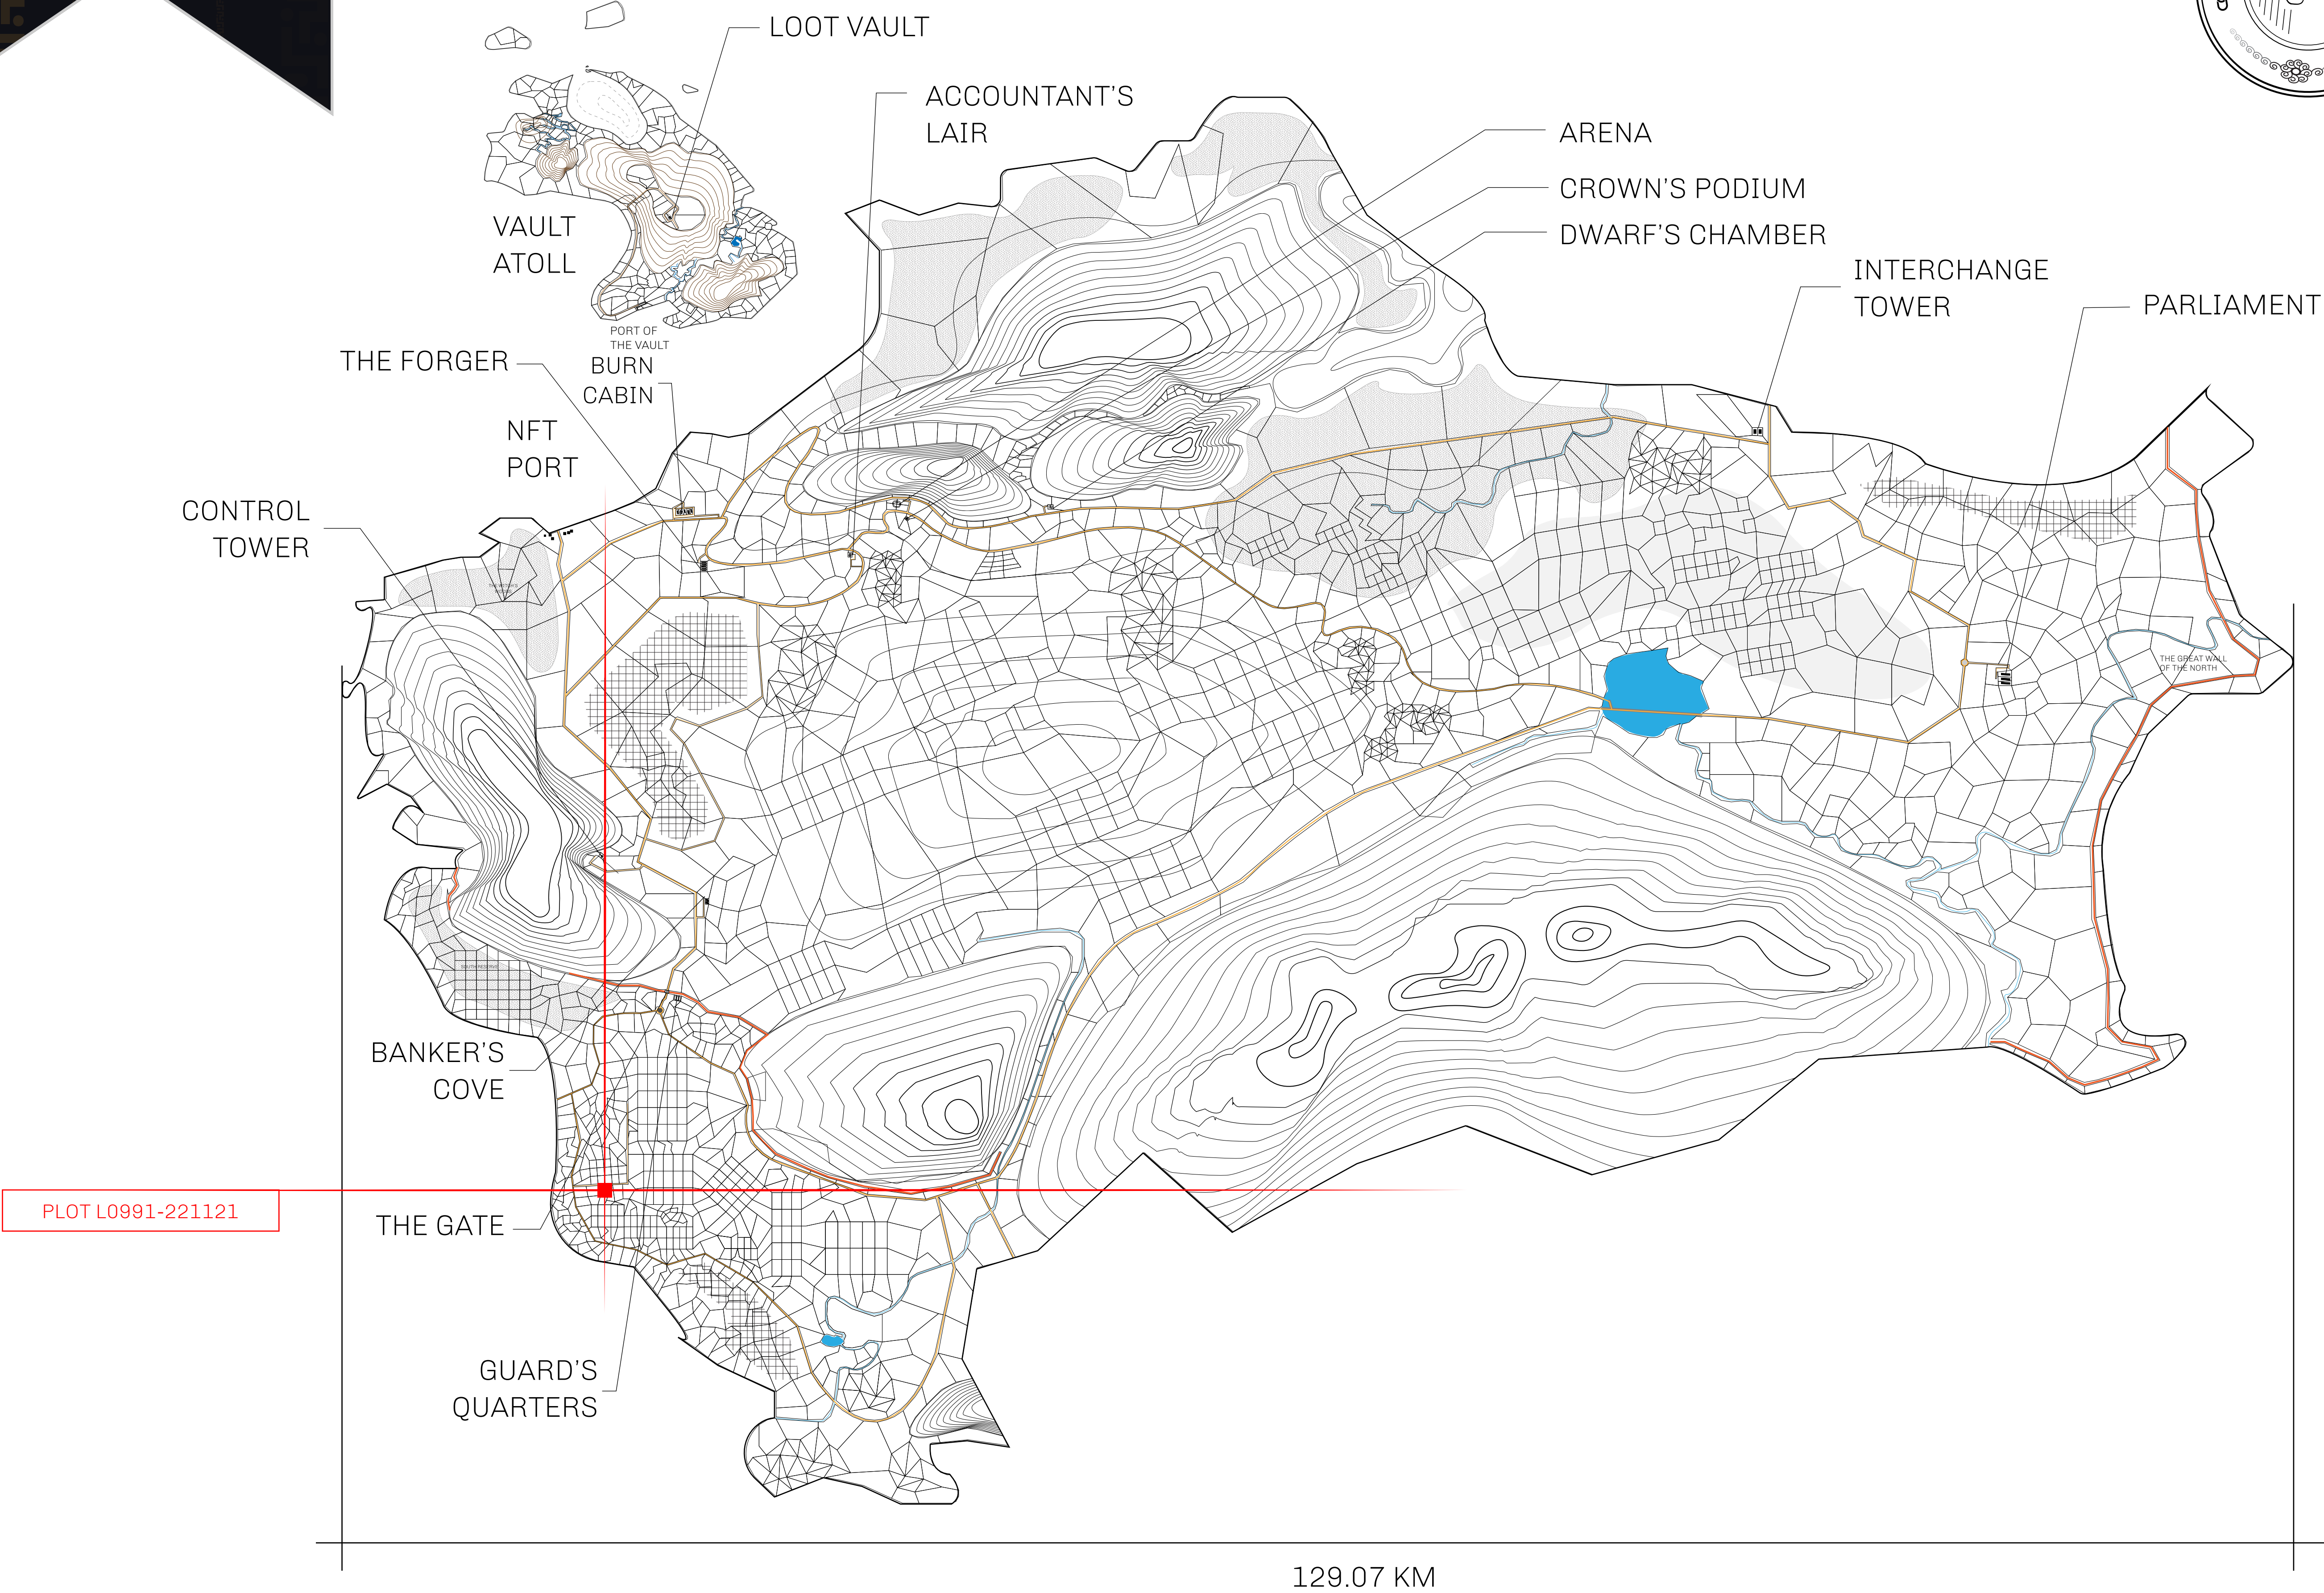 LOOT VAULT
ACCOUNTANT'S
LAIR
ARENA
CROWN'S PODIUM
DWARF'S CHAMBER
VAULT
ATOLL
INTERCHANGE
TOWER
PARLIAMENT
PORT OF
THE VAULT
THE FORGER
BURN
CABIN
NFT
PORT
CONTROL
TOWER
THE GREAT WALL
OF THE NORTH
SOUTH RESERVE
BANKER'S
COVE
PLOT L0991-221121
THE GATE
GUARD'S
QUARTERS
129.07 KM